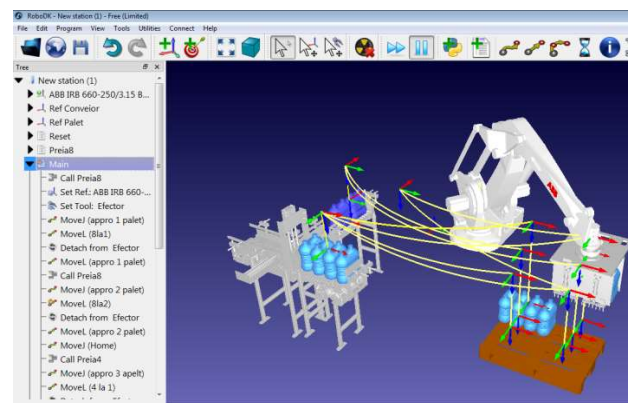 RoboDK - New station (1) - Free (Limited)
File Edit Program View Tools Utilities Connect Help
Tree
New station (1)
ABB IRB 660-250/3.15 B...
Ref Conveior
Ref Palet
Reset
Preia8
Main
Call Preia8
Set Ref.: ABB IRB 660-...
Set Tool: Efector
MoveJ (appro 1 palet)
MoveL (8la1)
Detach from Efector
MoveL (appro 1 palet)
Call Preia8
MoveJ (appro 2 palet)
MoveL (8la2)
Detach from Efector
MoveL (appro 2 palet)
MoveJ (Home)
Call Preia4
MoveJ (appro 3 apelt)
MoveL (4 la 1)